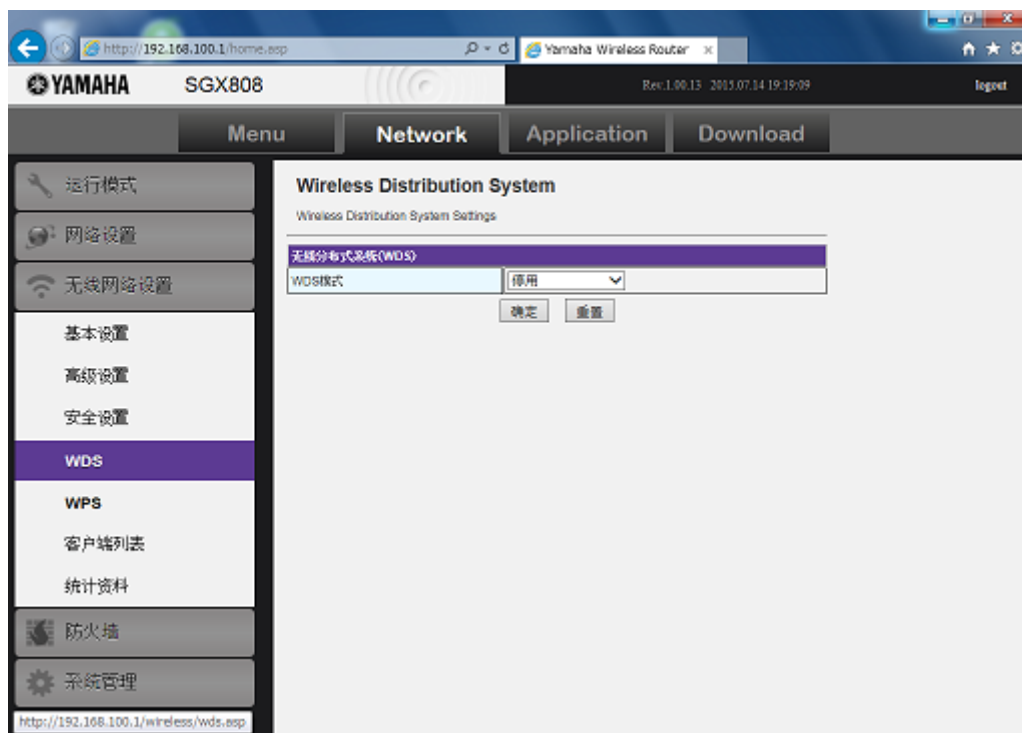 http://192.168.100.1/home.asp
Yamaha Wireless Router
YAMAHA SGX808
Rev.1.00.13 2015.07.14 19:19:09
logout
Menu Network Application Download
运行模式
网络设置
无线网络设置
基本设置
高级设置
安全设置
WDS
WPS
客户端列表
统计资料
防火墙
系统管理
Wireless Distribution System
Wireless Distribution System Settings
无线分布式系统(WDS)
WDS模式 停用
确定 重置
http://192.168.100.1/wireless/wds.asp